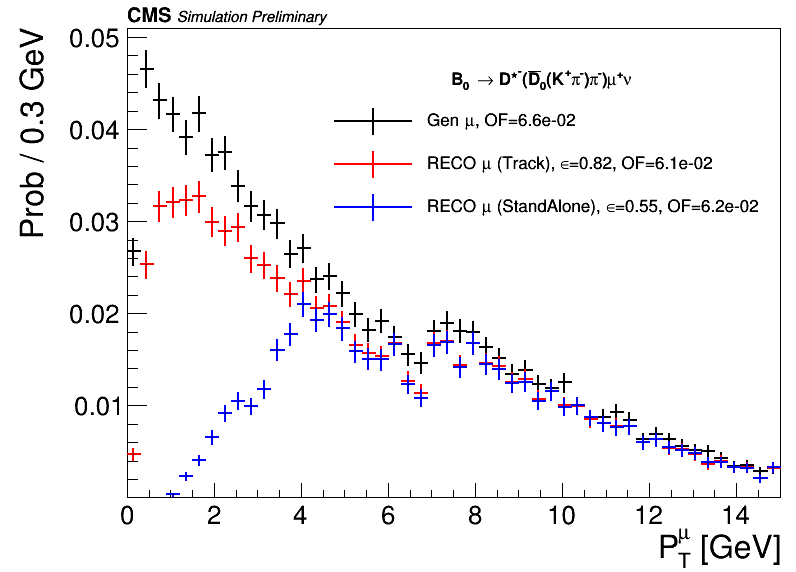 CMS Simulation Preliminary
0.05
0.04
0.03
0.02
0.01
Prob / 0.3 GeV
B₀ → D*⁻(D̅₀(K⁺π⁻)π⁻)μ⁺ν
Gen μ, OF=6.6e-02
RECO μ (Track), ϵ=0.82, OF=6.1e-02
RECO μ (StandAlone), ϵ=0.55, OF=6.2e-02
0 2 4 6 8 10 12 14
P_T^μ [GeV]